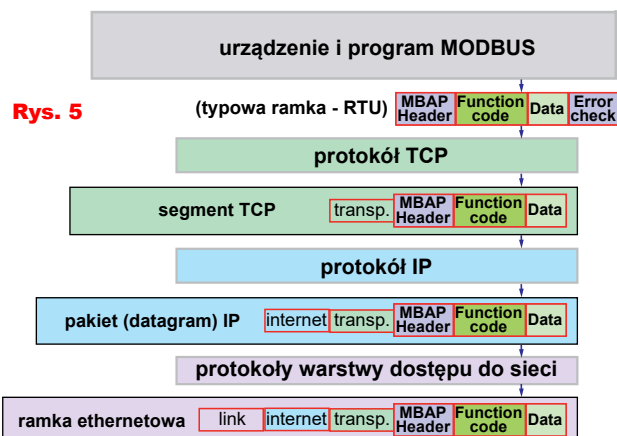 urządzenie i program MODBUS
Rys. 5
(typowa ramka - RTU) MBAP Header Function code Data Error check
protokół TCP
segment TCP transp. MBAP Header Function code Data
protokół IP
pakiet (datagram) IP internet transp. MBAP Header Function code Data
protokoły warstwy dostępu do sieci
ramka ethernetowa link internet transp. MBAP Header Function code Data